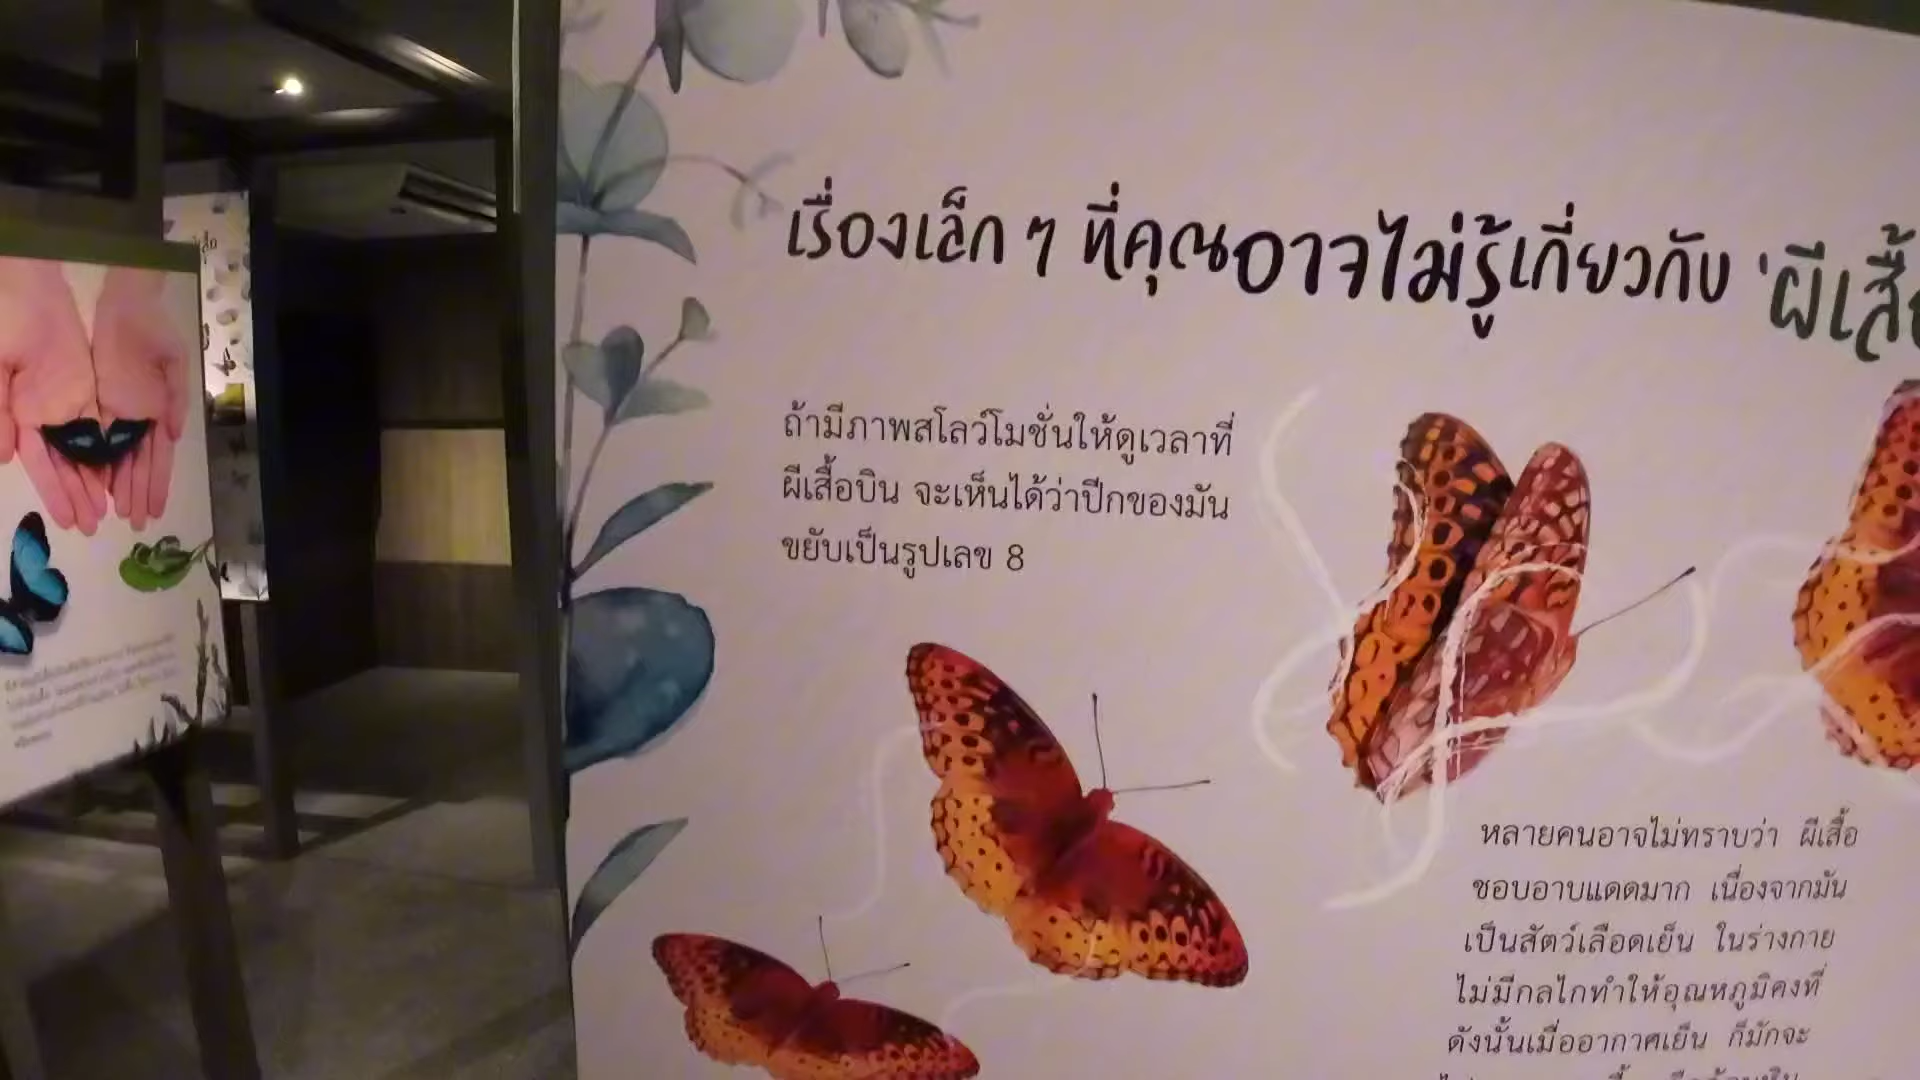 เรื่องเล็ก ๆ ที่คุณอาจไม่รู้เกี่ยวกับ 'ผีเสื้อ
ถ้ามีภาพสโลว์โมชั่นให้ดูเวลาที่
ผีเสื้อบิน จะเห็นได้ว่าปีกของมัน
ขยับเป็นรูปเลข 8
หลายคนอาจไม่ทราบว่า ผีเสื้อ
ชอบอาบแดดมาก เนื่องจากมัน
เป็นสัตว์เลือดเย็น ในร่างกาย
ไม่มีกลไกทำให้อุณหภูมิคงที่
ดังนั้นเมื่ออากาศเย็น ก็มักจะ